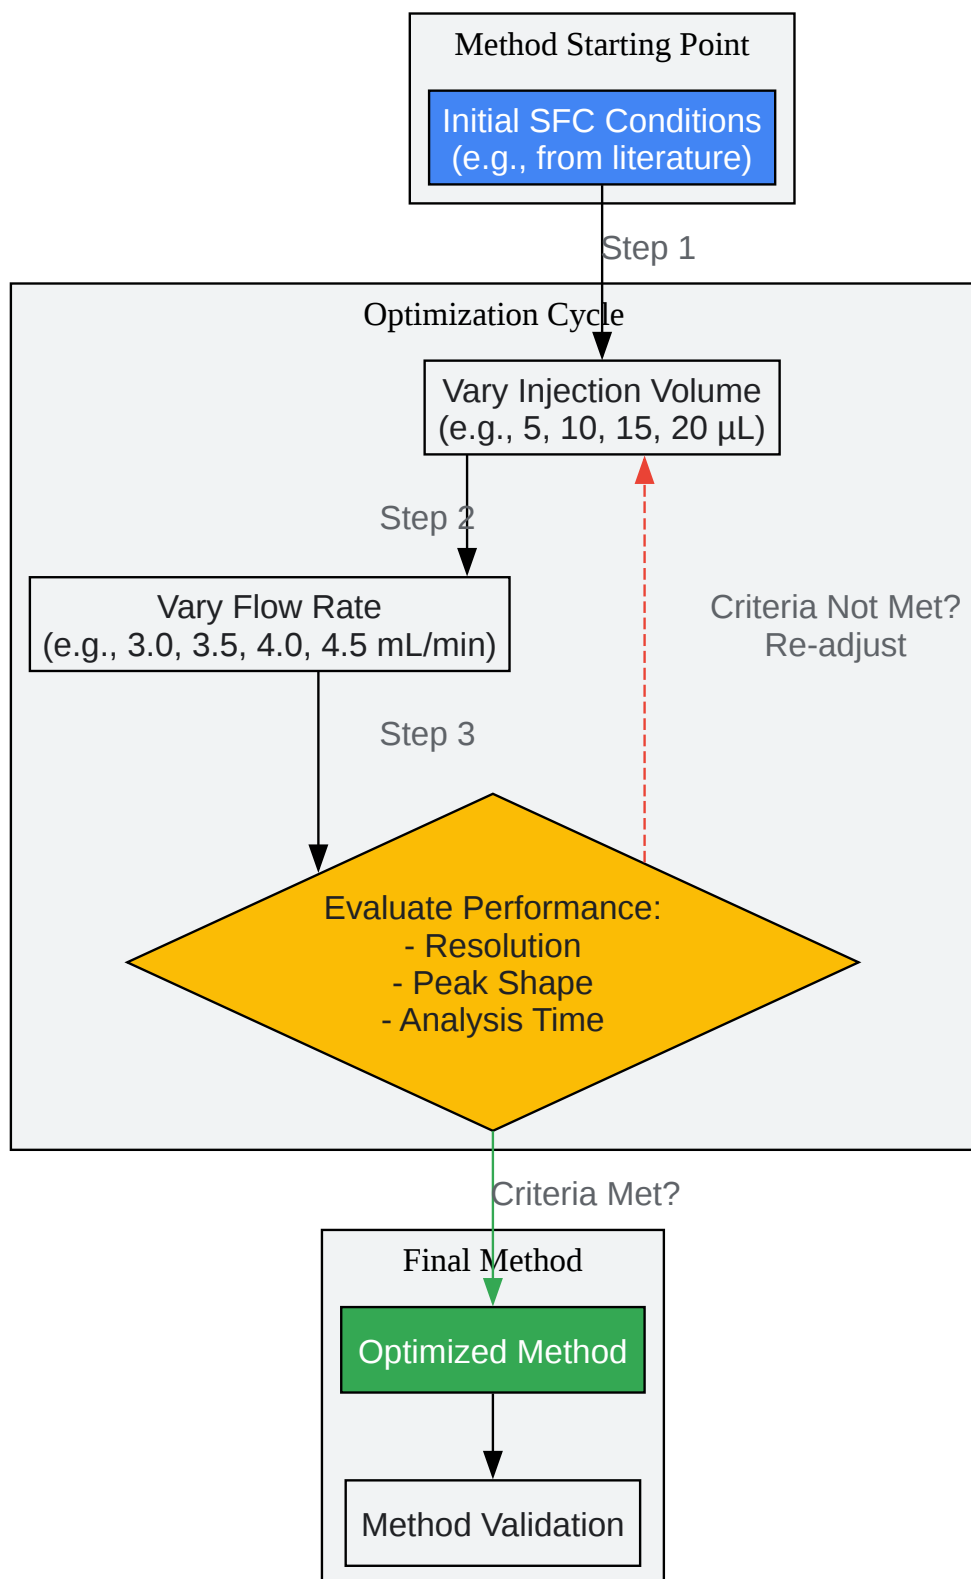 Method Starting Point
Initial SFC Conditions
(e.g., from literature)
Step 1
Optimization Cycle
Vary Injection Volume
(e.g., 5, 10, 15, 20 µL)
Step 2
Vary Flow Rate
(e.g., 3.0, 3.5, 4.0, 4.5 mL/min)
Criteria Not Met?
Re-adjust
Step 3
Evaluate Performance:
- Resolution
- Peak Shape
- Analysis Time
Criteria Met?
Final Method
Optimized Method
Method Validation